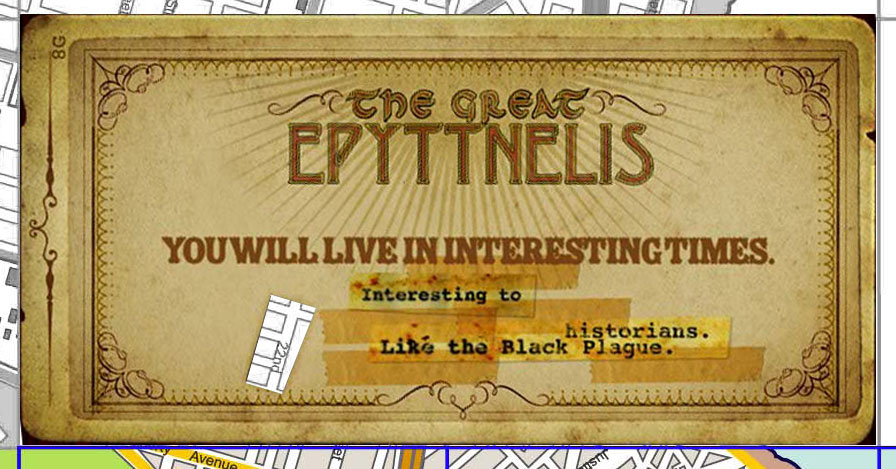 8G
THE GREAT
EPYTTNELIS
YOU WILL LIVE IN INTERESTING TIMES.
Interesting to
historians.
Like the Black Plague.
22nd
Avenue